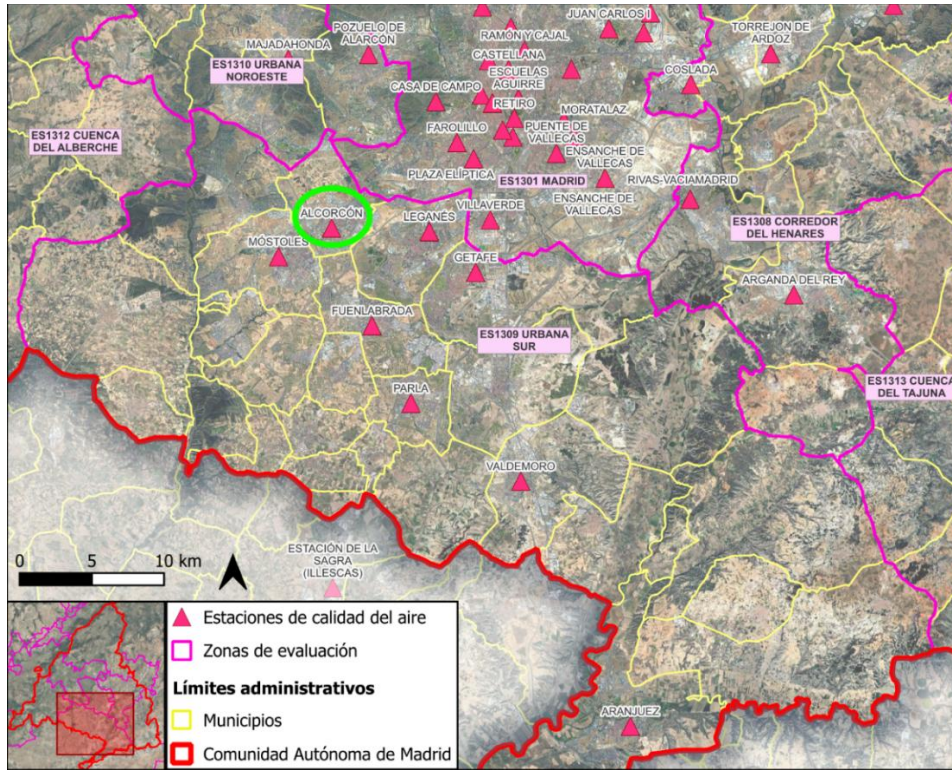 JUAN CARLOS I
POZUELO DE
ALARCÓN
RAMÓN Y CAJAL
TORREJON DE
ARDOZ
MAJADAHONDA
CASTELLANA
ES1310 URBANA
NOROESTE
ESCUELAS
AGUIRRE
COSLADA
CASA DE CAMPO
RETIRO
MORATALAZ
ES1312 CUENCA
DEL ALBERCHE
FAROLILLO
PUENTE DE
VALLECAS
ENSANCHE DE
VALLECAS
PLAZA ELÍPTICA
ES1301 MADRID
RIVAS-VACIAMADRID
ENSANCHE DE
VALLECAS
ALCORCÓN
LEGANÉS
VILLAVERDE
ES1308 CORREDOR
DEL HENARES
MÓSTOLES
GETAFE
ARGANDA DEL REY
FUENLABRADA
ES1309 URBANA
SUR
PARLA
ES1313 CUENCA
DEL TAJUNA
VALDEMORO
ESTACIÓN DE LA
SAGRA
(ILLESCAS)
0 5 10 km
Estaciones de calidad del aire
Zonas de evaluación
Límites administrativos
Municipios
Comunidad Autónoma de Madrid
ARANJUEZ